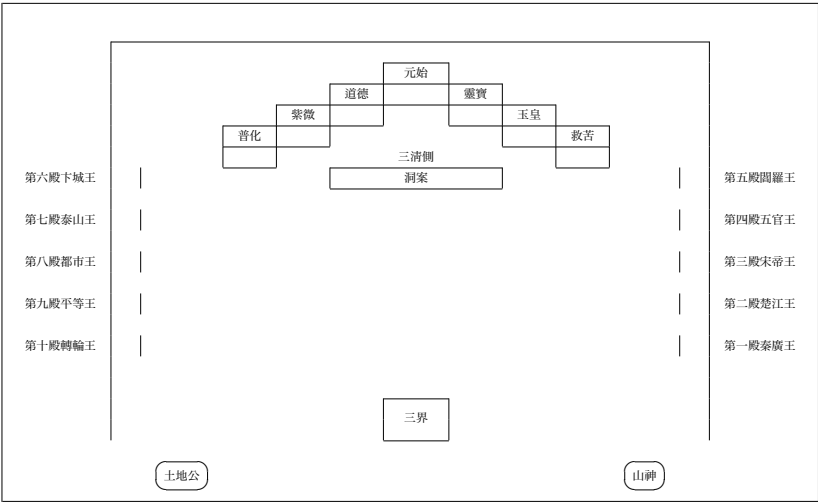 元始
道德
靈寶
紫微
玉皇
普化
救苦
三清側
洞案
第六殿卞城王
第五殿閻羅王
第七殿泰山王
第四殿五官王
第八殿都市王
第三殿宋帝王
第九殿平等王
第二殿楚江王
第十殿轉輪王
第一殿秦廣王
三界
土地公
山神